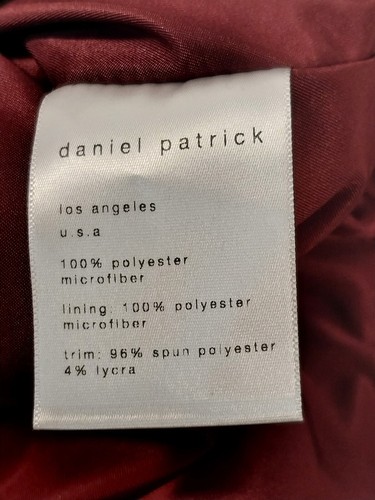 daniel patrick
los angeles
u.s.a
100% polyester
microfiber
lining: 100% polyester
microfiber
trim: 96% spun polyester
4% lycra